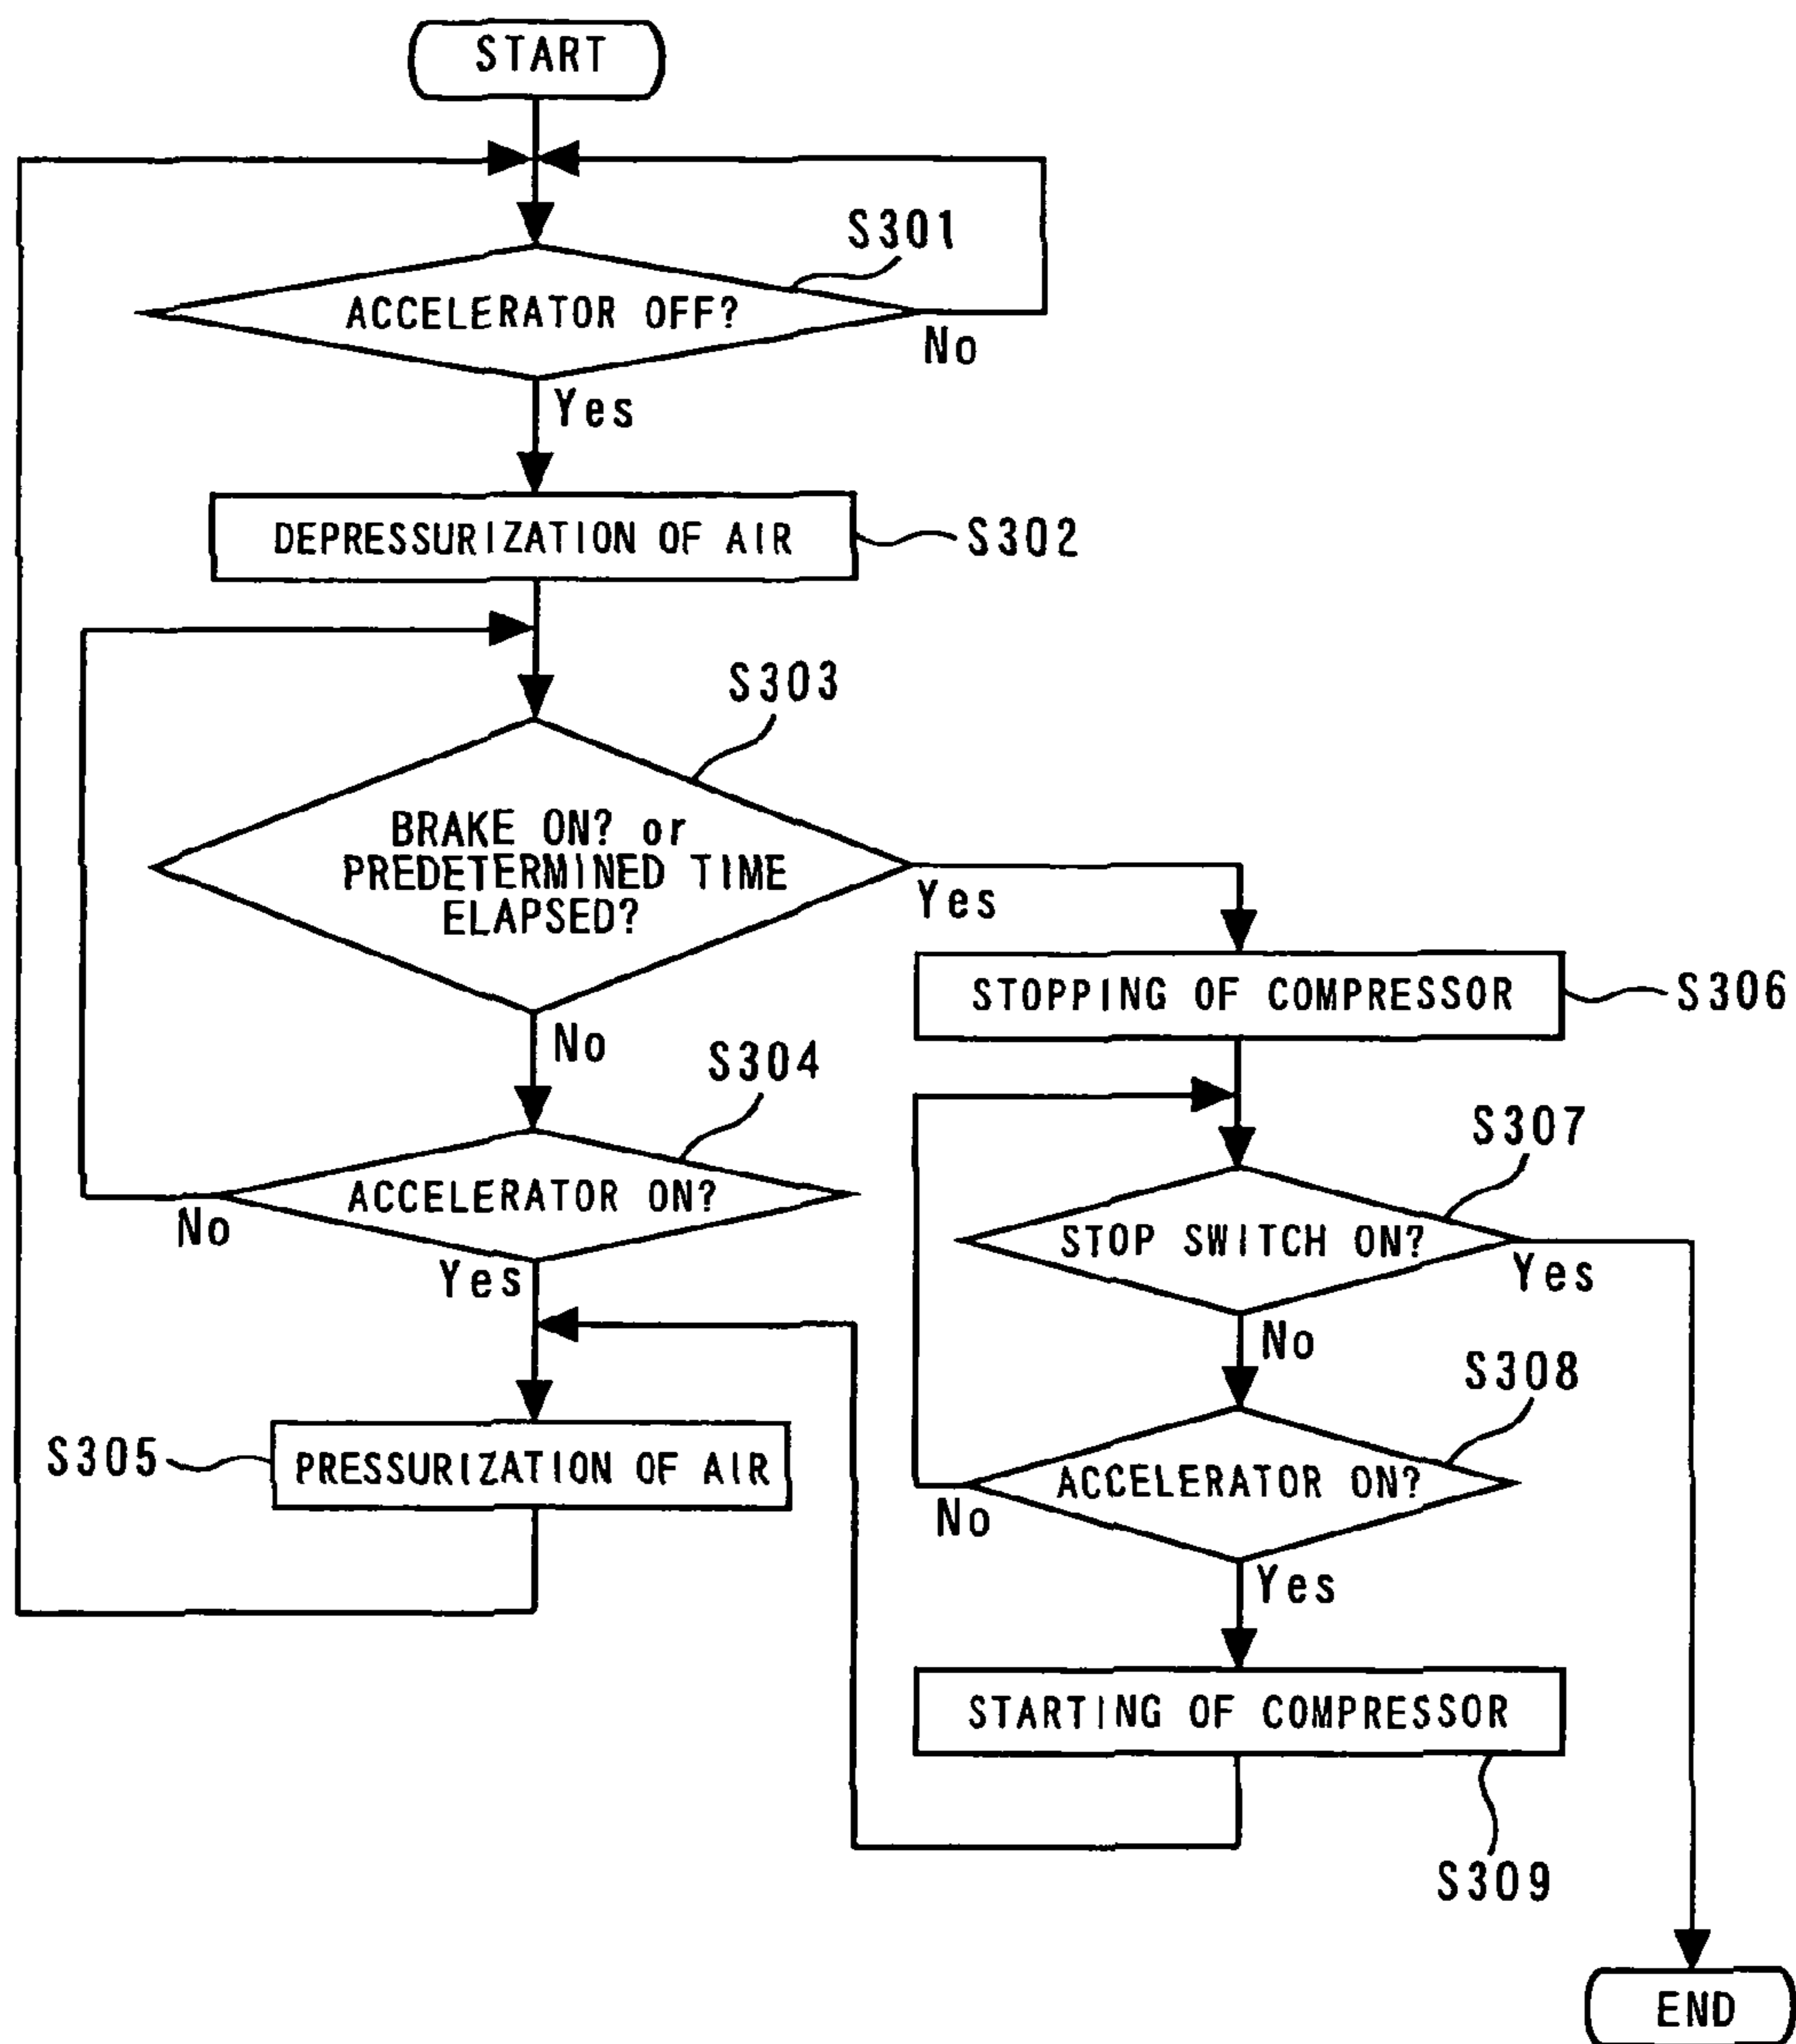 START
S301
ACCELERATOR OFF?
No
Yes
DEPRESSURIZATION OF AIR
S302
S303
BRAKE ON? or
PREDETERMINED TIME
ELAPSED?
Yes
No
STOPPING OF COMPRESSOR
S306
S304
ACCELERATOR ON?
No
Yes
S307
STOP SWITCH ON?
Yes
No
S305
PRESSURIZATION OF AIR
S308
ACCELERATOR ON?
No
Yes
STARTING OF COMPRESSOR
S309
END